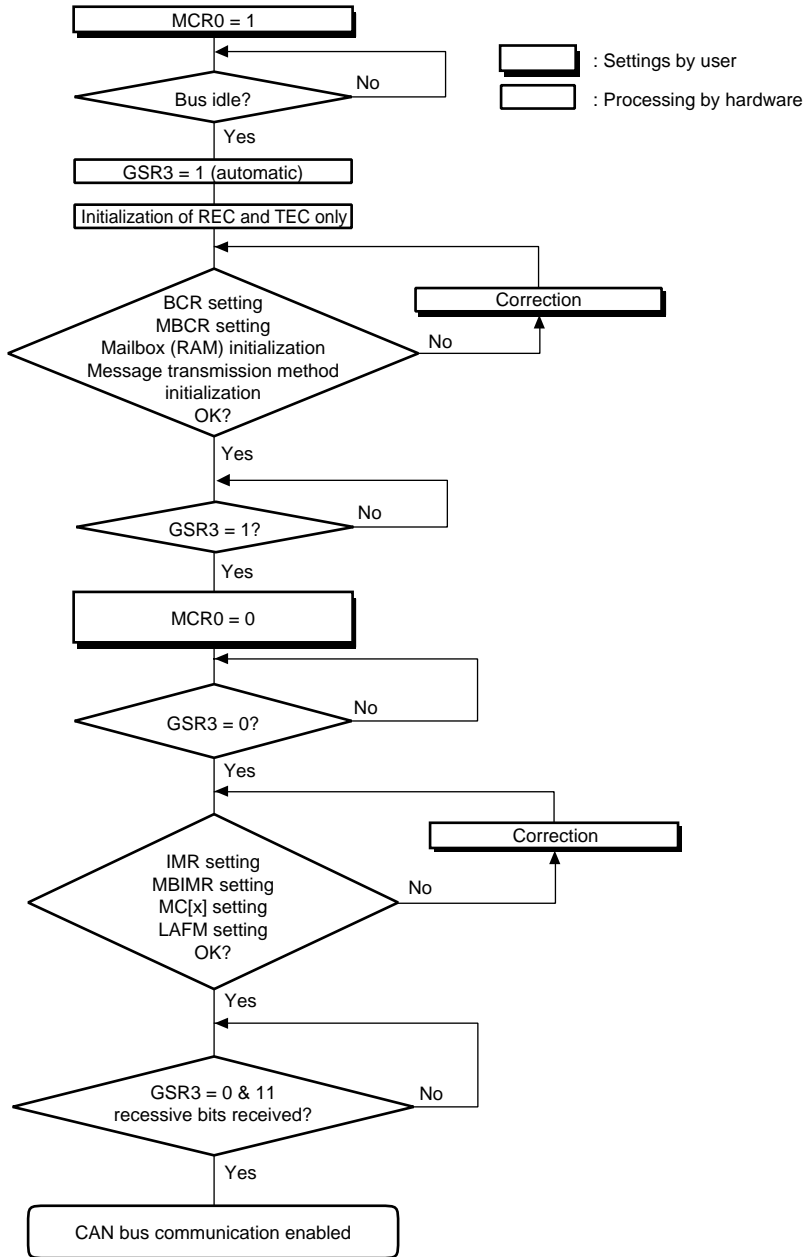 MCR0 = 1
: Settings by user
: Processing by hardware
Bus idle?
No
Yes
GSR3 = 1 (automatic)
Initialization of REC and TEC only
Correction
BCR setting
MBCR setting
Mailbox (RAM) initialization
Message transmission method
initialization
OK?
No
Yes
GSR3 = 1?
No
Yes
MCR0 = 0
GSR3 = 0?
No
Yes
Correction
IMR setting
MBIMR setting
MC[x] setting
LAFM setting
OK?
No
Yes
GSR3 = 0 & 11
recessive bits received?
No
Yes
CAN bus communication enabled